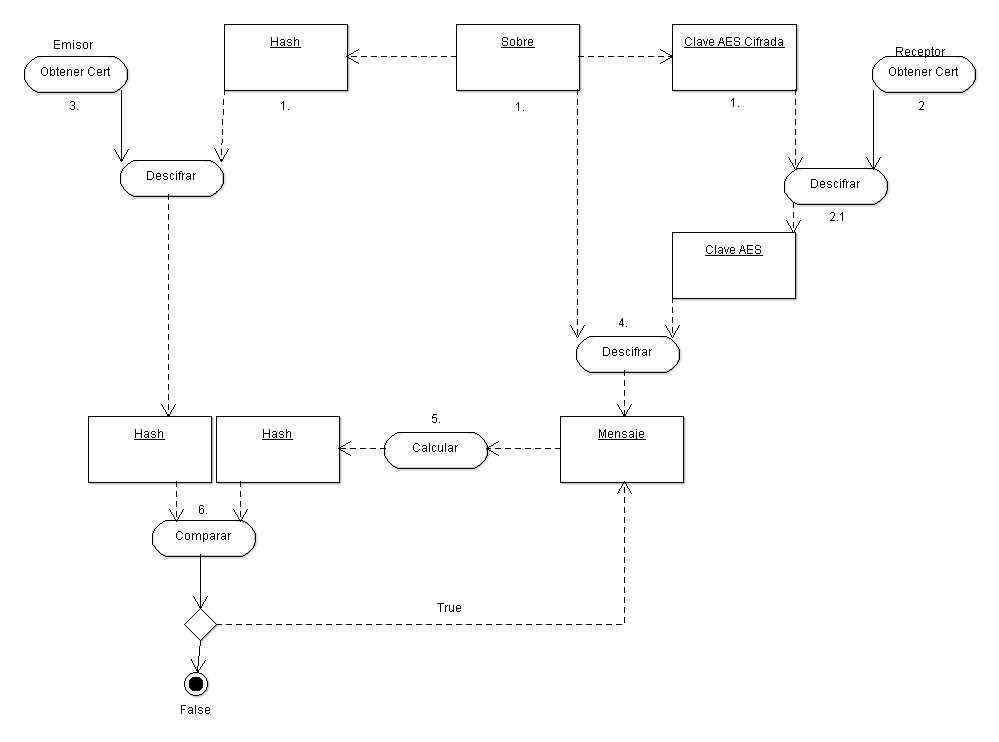 Emisor
Hash
Sobre
Clave AES Cifrada
Receptor
Obtener Cert
Obtener Cert
3.
1.
1.
1.
2
Descifrar
Descifrar
2.1
Clave AES
4.
Descifrar
5.
Hash
Hash
Calcular
Mensaje
6.
Comparar
True
False